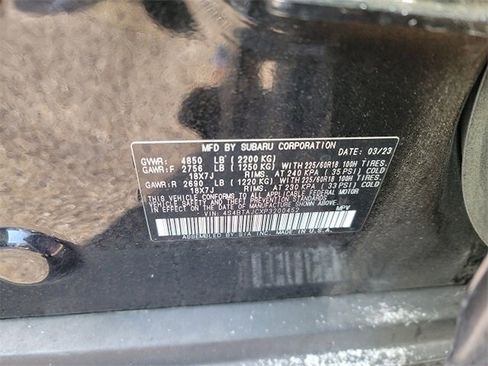 MFD BY SUBARU CORPORATION DATE: 03/23
GVWR: 4850 LB (2200 KG)
GAWR:F 2756 LB (1250 KG) WITH 225/60R18 100H TIRES,
18X7J RIMS, AT 240 KPA (35 PSI) COLD
GAWR:R 2690 LB (1220 KG) WITH 225/60R18 100H TIRES,
18X7J RIMS, AT 230 KPA (33 PSI) COLD
THIS VEHICLE CONFORMS TO ALL APPLICABLE FEDERAL MOTOR
VEHICLE SAFETY, BUMPER, AND THEFT PREVENTION STANDARDS
IN EFFECT ON THE DATE OF MANUFACTURE SHOWN ABOVE.
VIN: 4S4BTAJCXP3200462 MPV
ASSEMBLED BY SIA, INC. MADE IN U.S.A.